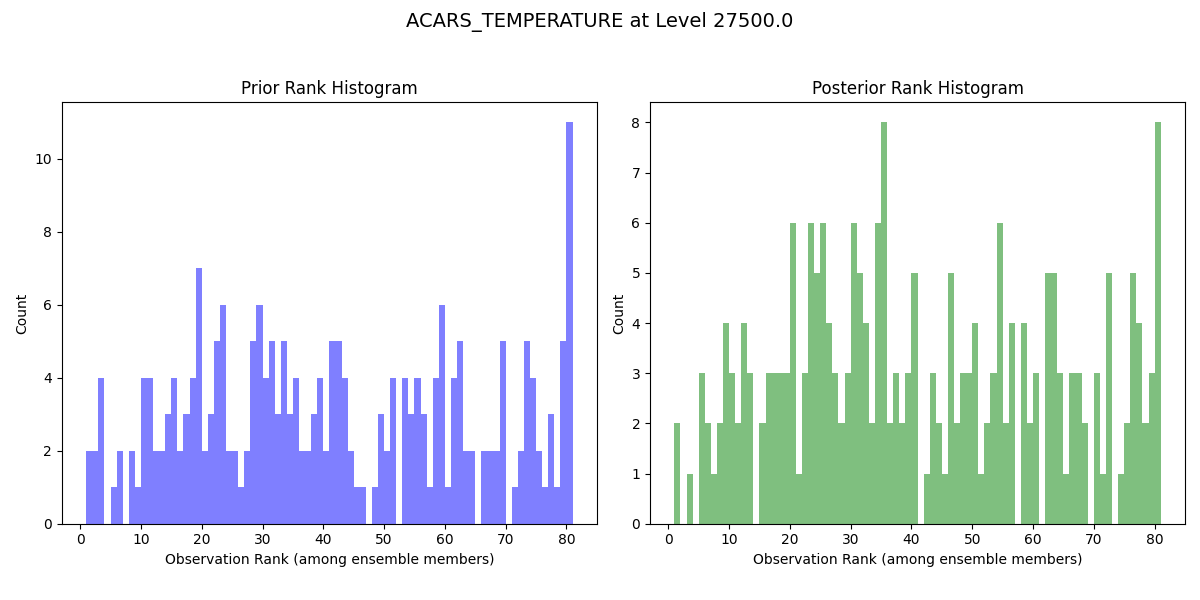 ACARS_TEMPERATURE at Level 27500.0
Prior Rank Histogram
Count
10
8
6
4
2
0
0 10 20 30 40 50 60 70 80
Observation Rank (among ensemble members)
Posterior Rank Histogram
Count
8
7
6
5
4
3
2
1
0
0 10 20 30 40 50 60 70 80
Observation Rank (among ensemble members)